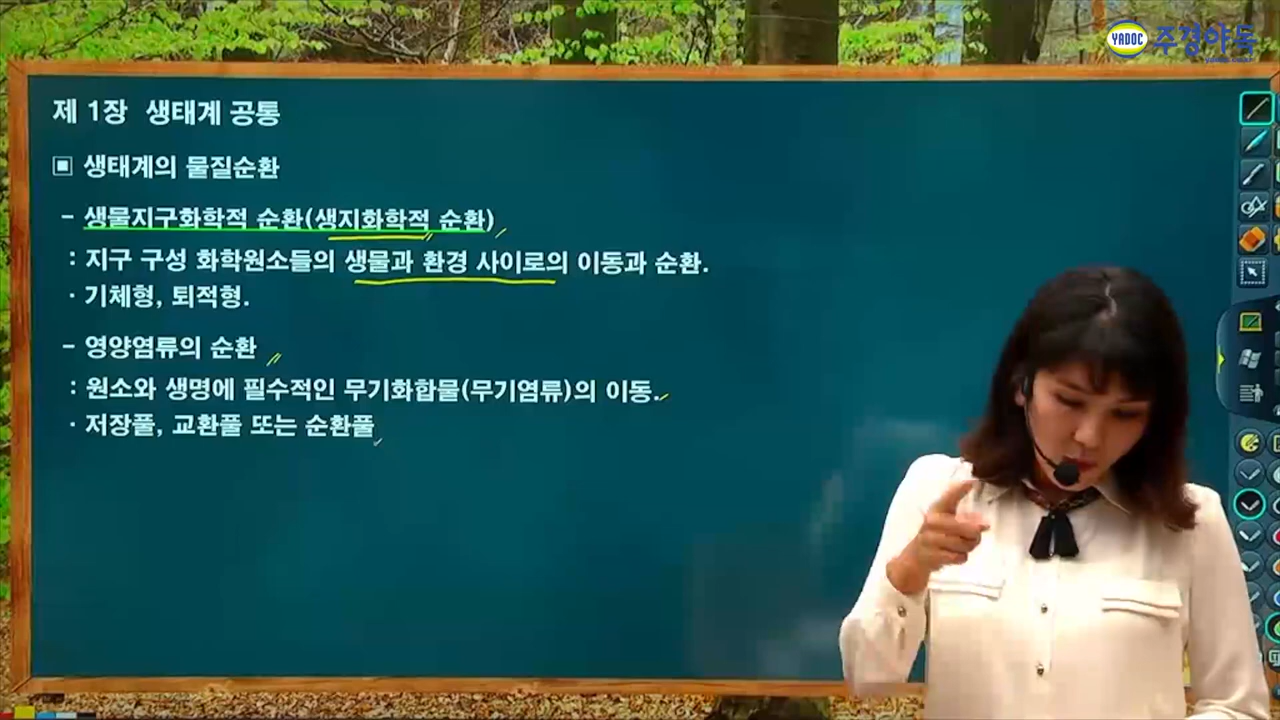 YADOC 주경야독
제 1장 생태계 공통
▣ 생태계의 물질순환
- 생물지구화학적 순환(생지화학적 순환)
: 지구 구성 화학원소들의 생물과 환경 사이로의 이동과 순환.
· 기체형, 퇴적형.
- 영양염류의 순환
: 원소와 생명에 필수적인 무기화합물(무기염류)의 이동.
· 저장풀, 교환풀 또는 순환풀